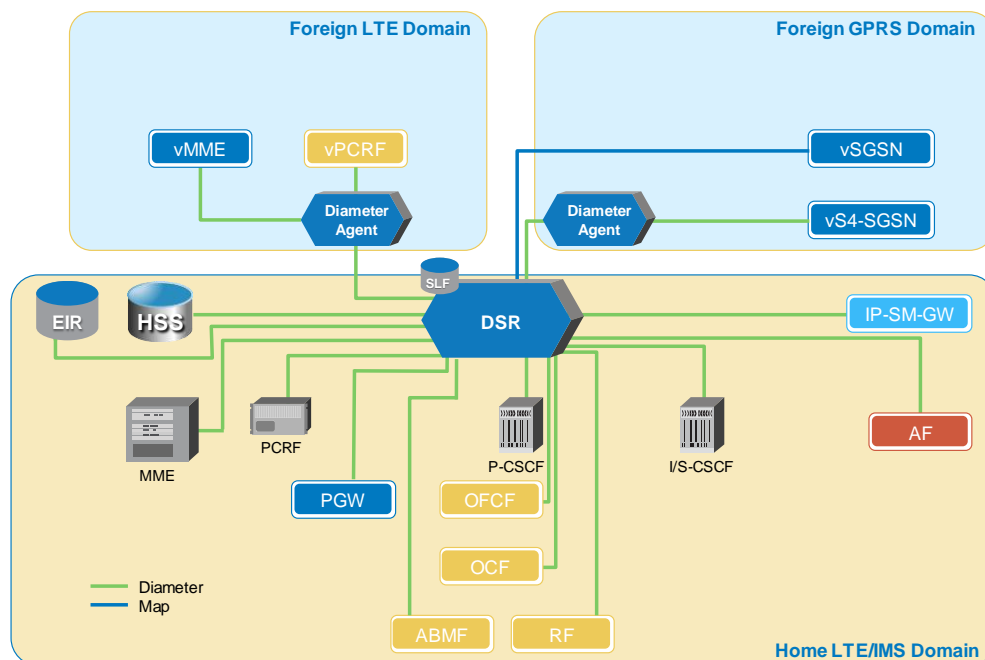 Foreign LTE Domain
Foreign GPRS Domain
vMME
vPCRF
vSGSN
Diameter
Agent
Diameter
Agent
vS4-SGSN
SLF
EIR
HSS
DSR
IP-SM-GW
MME
PCRF
P-CSCF
I/S-CSCF
AF
PGW
OFCF
OCF
Diameter
Map
ABMF
RF
Home LTE/IMS Domain